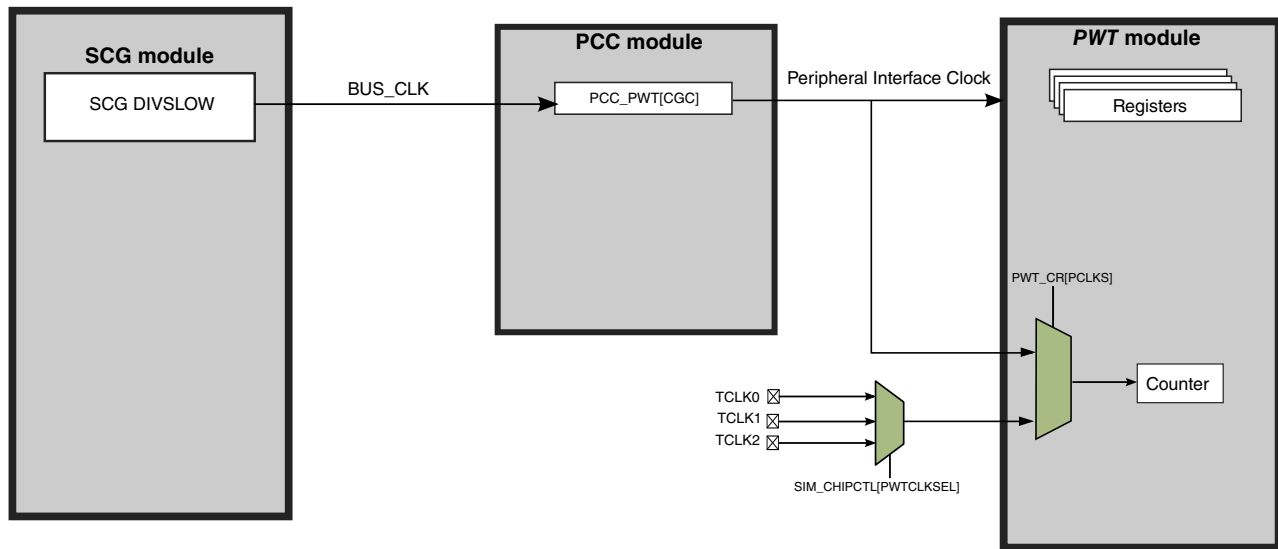 SCG module
SCG DIVSLOW
BUS_CLK
PCC module
PCC_PWT[CGC]
Peripheral Interface Clock
PWT module
Registers
PWT_CR[PCLKS]
Counter
TCLK0
TCLK1
TCLK2
SIM_CHIPCTL[PWTCLKSEL]